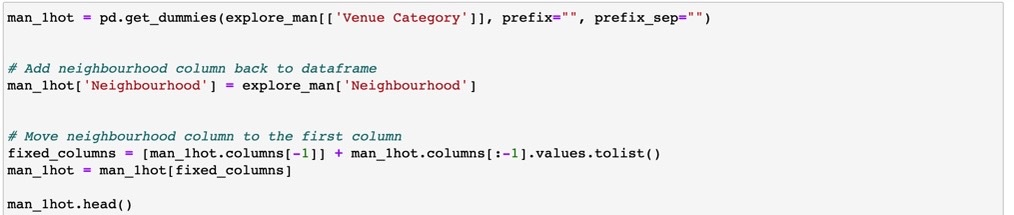 man_1hot = pd.get_dummies(explore_man[['Venue Category']], prefix="", prefix_sep="")
# Add neighbourhood column back to dataframe
man_1hot['Neighbourhood'] = explore_man['Neighbourhood']
# Move neighbourhood column to the first column
fixed_columns = [man_1hot.columns[-1]] + man_1hot.columns[:-1].values.tolist()
man_1hot = man_1hot[fixed_columns]
man_1hot.head()